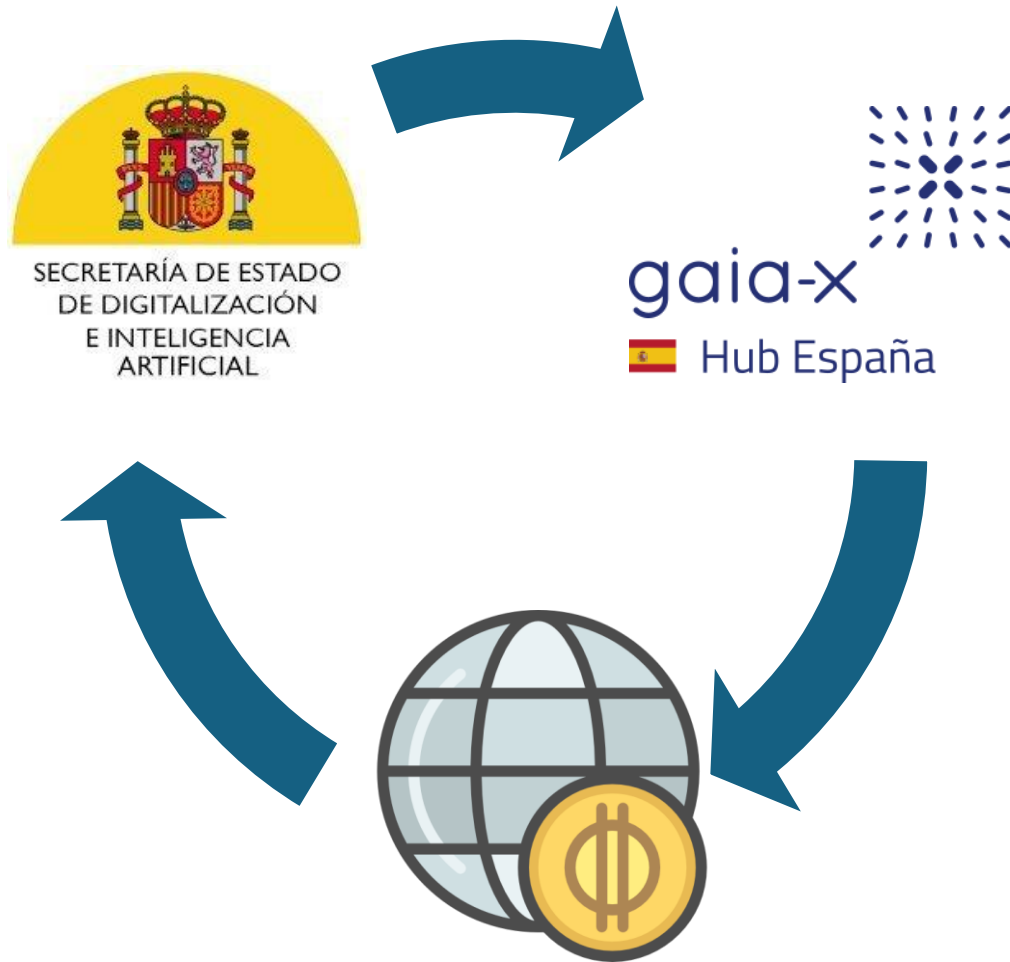 SECRETARÍA DE ESTADO
DE DIGITALIZACIÓN
E INTELIGENCIA
ARTIFICIAL
gaia-x
Hub España